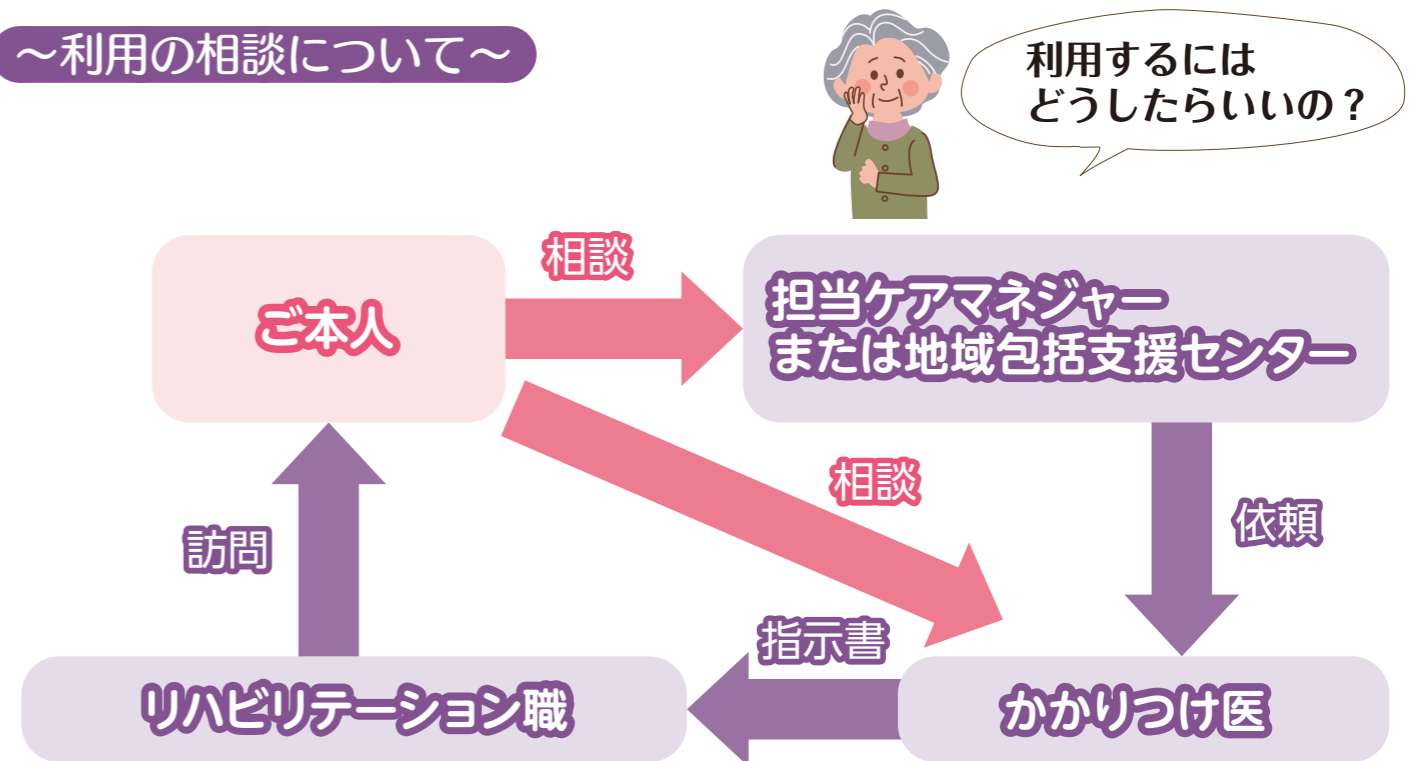 ～利用の相談について～
利用するには
どうしたらいいの？
ご本人
相談
担当ケアマネジャー
または地域包括支援センター
相談
訪問
依頼
指示書
リハビリテーション職
かかりつけ医